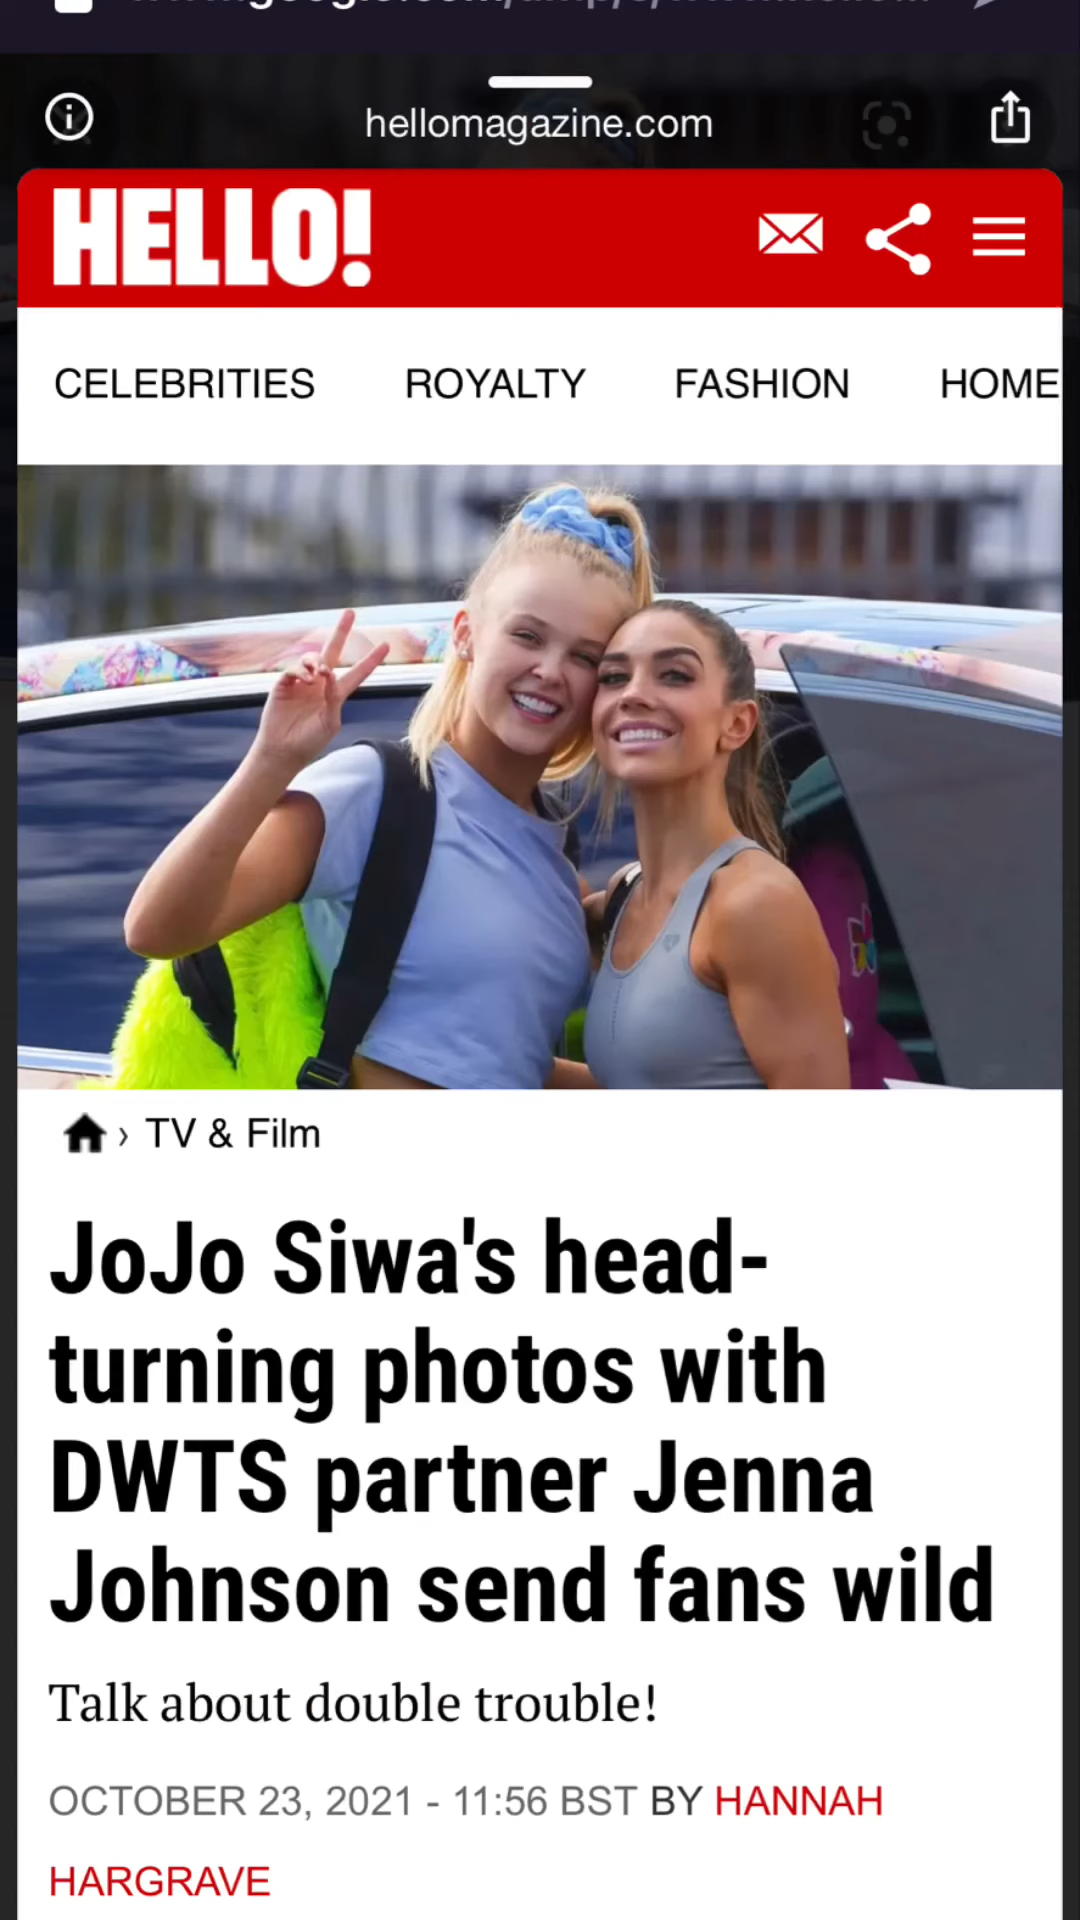 hellomagazine.com
HELLO!
CELEBRITIES ROYALTY FASHION HOME
TV & Film
JoJo Siwa's head-
turning photos with
DWTS partner Jenna
Johnson send fans wild
Talk about double trouble!
OCTOBER 23, 2021 - 11:56 BST BY HANNAH
HARGRAVE